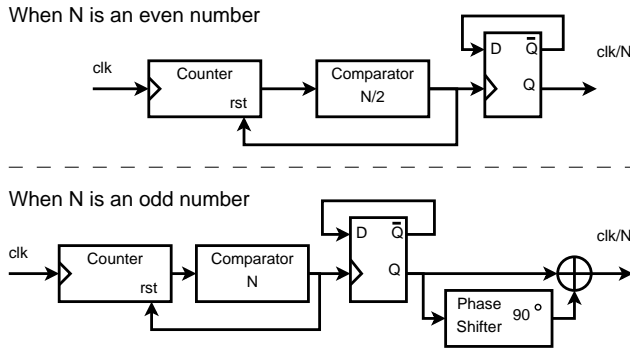 When N is an even number
clk
Counter
rst
Comparator
N/2
D
Q̅
Q
clk/N
When N is an odd number
clk
Counter
rst
Comparator
N
D
Q̅
Q
clk/N
Phase
Shifter
90°